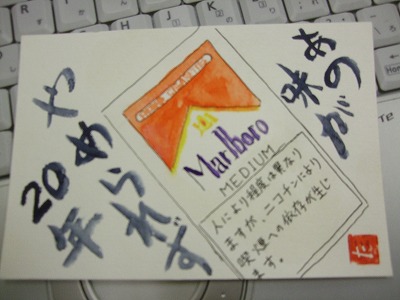 あのが
味
Marlboro
MEDIUM
人により程度は異なり
ますが、ニコチンにより
喫煙への依存が生じ
ます。
やめられず
20年